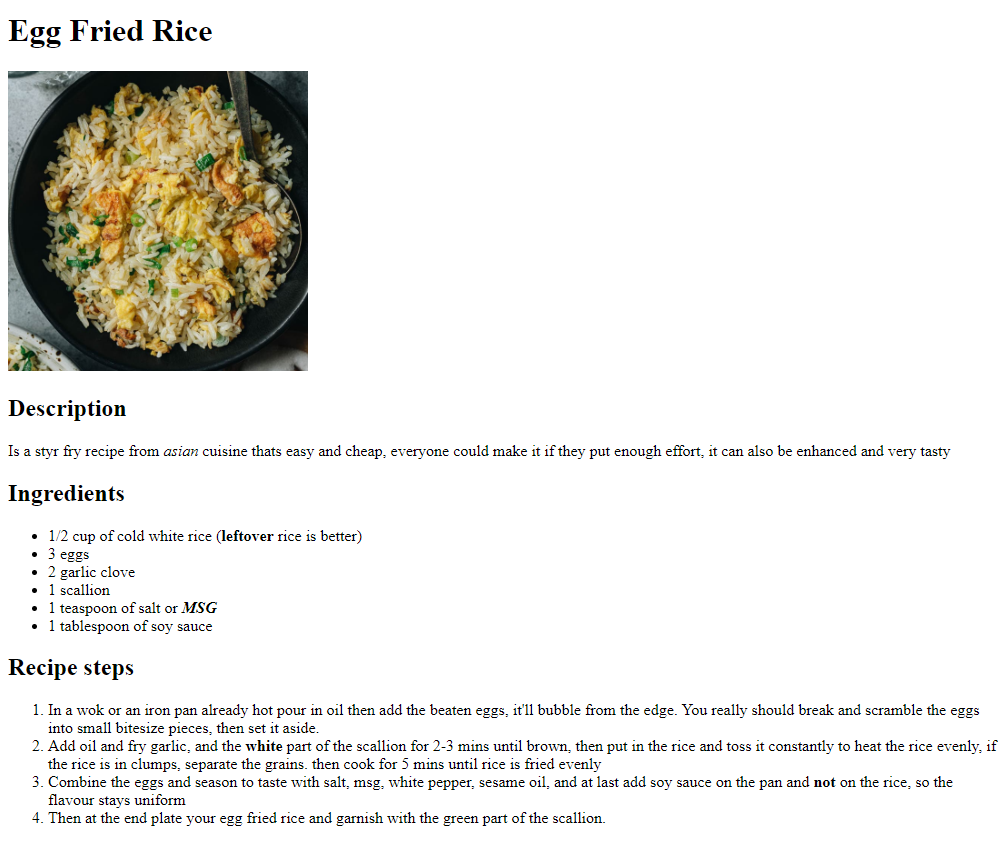 Egg Fried Rice
Description
Is a styr fry recipe from asian cuisine thats easy and cheap, everyone could make it if they put enough effort, it can also be enhanced and very tasty
Ingredients
• 1/2 cup of cold white rice (leftover rice is better)
• 3 eggs
• 2 garlic clove
• 1 scallion
• 1 teaspoon of salt or MSG
• 1 tablespoon of soy sauce
Recipe steps
1. In a wok or an iron pan already hot pour in oil then add the beaten eggs, it'll bubble from the edge. You really should break and scramble the eggs
into small bitesize pieces, then set it aside.
2. Add oil and fry garlic, and the white part of the scallion for 2-3 mins until brown, then put in the rice and toss it constantly to heat the rice evenly, if
the rice is in clumps, separate the grains. then cook for 5 mins until rice is fried evenly
3. Combine the eggs and season to taste with salt, msg, white pepper, sesame oil, and at last add soy sauce on the pan and not on the rice, so the
flavour stays uniform
4. Then at the end plate your egg fried rice and garnish with the green part of the scallion.